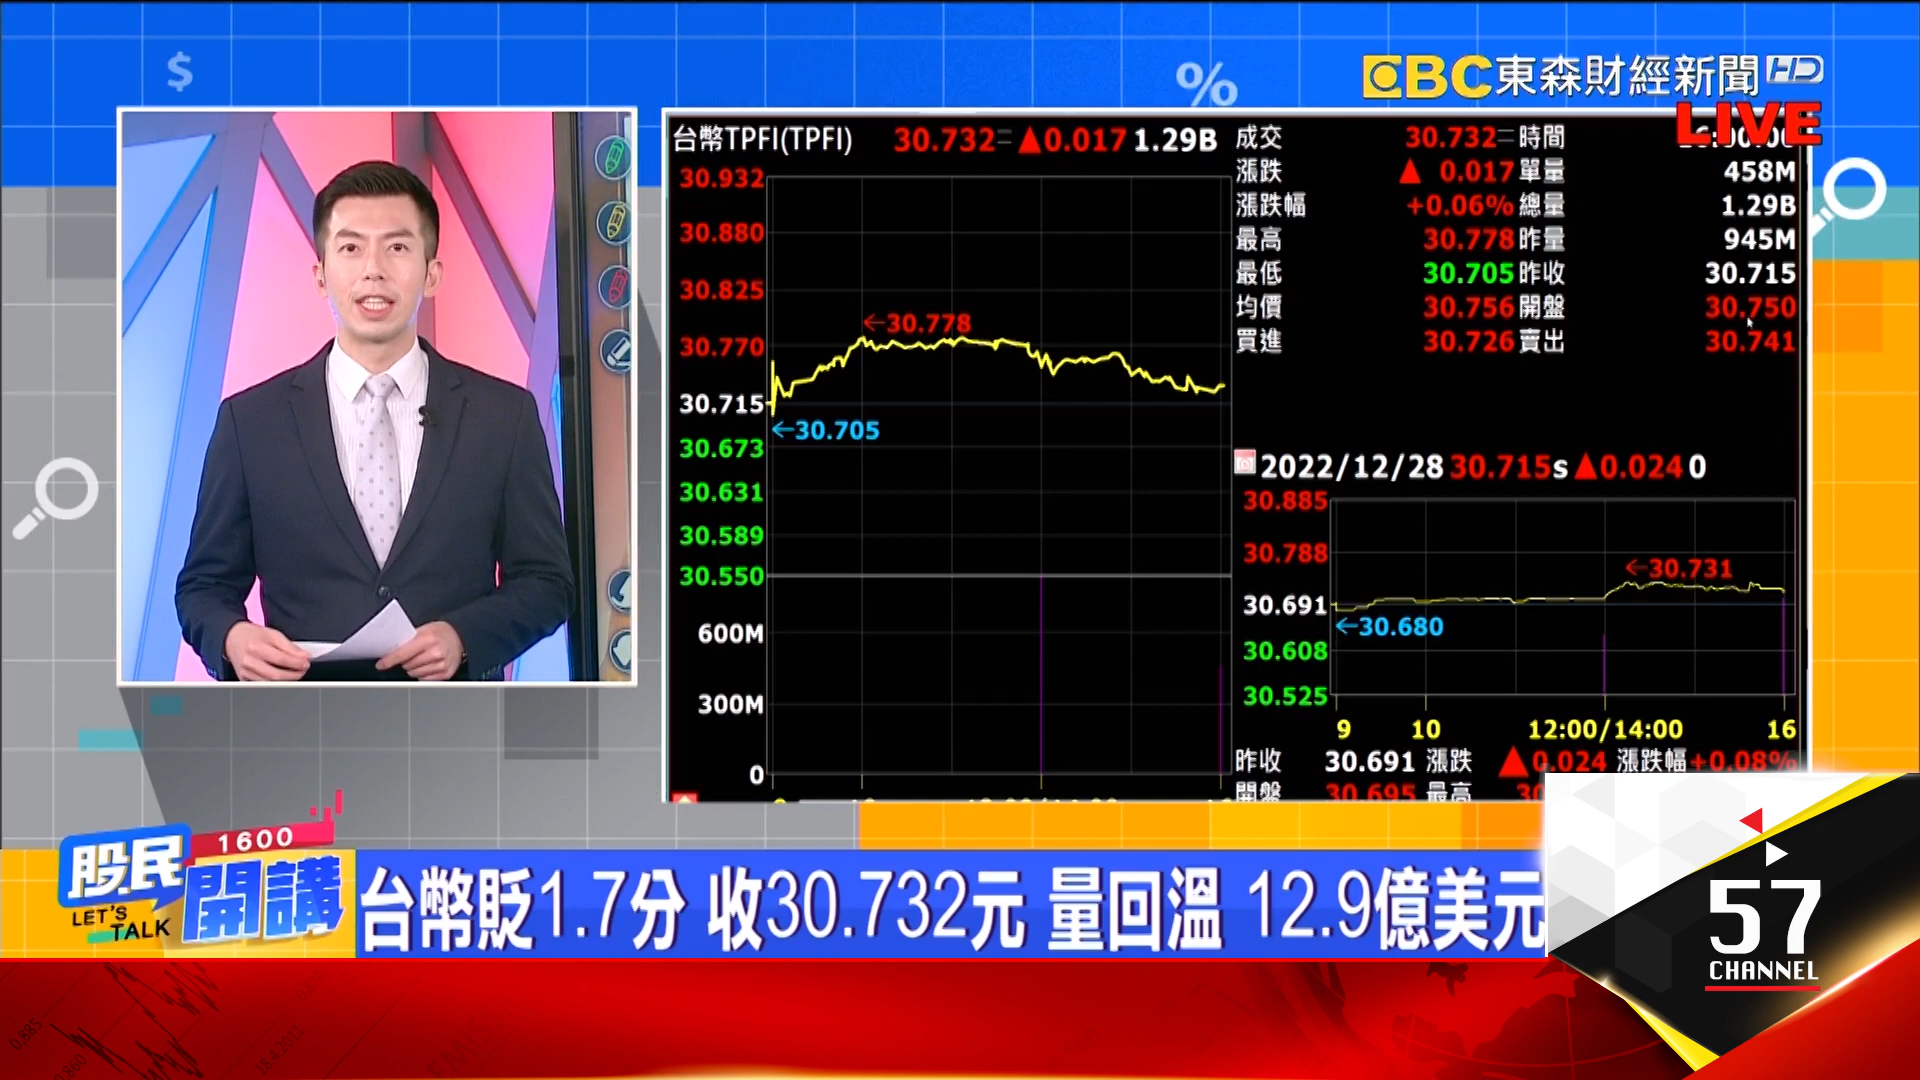 $
%
EBC東森財經新聞 HD
LIVE
台幣TPFI(TPFI) 30.732= ▲0.017 1.29B
30.932
30.880
30.825
30.770
30.715
30.673
30.631
30.589
30.550
600M
300M
0
←30.778
←30.705
成交 30.732= 時間
漲跌 ▲ 0.017 單量 458M
漲跌幅 +0.06% 總量 1.29B
最高 30.778 昨量 945M
最低 30.705 昨收 30.715
均價 30.756 開盤 30.750
買進 30.726 賣出 30.741
2022/12/28 30.715s ▲0.024 0
30.885
30.788
30.691
30.608
30.525
←30.731
←30.680
9 10 12:00/14:00 16
昨收 30.691 漲跌 ▲0.024 漲跌幅 +0.08%
開盤 30.695 最高 30
1600
股民
開講
LET'S
TALK
台幣貶1.7分 收30.732元 量回溫 12.9億美元
57
CHANNEL